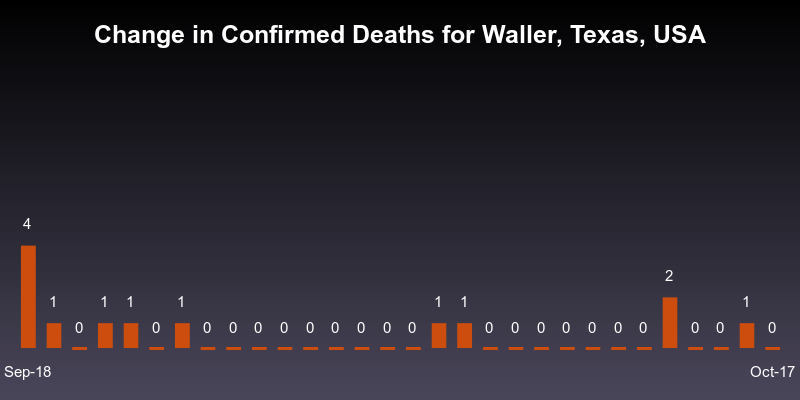 Change in Confirmed Deaths for Waller, Texas, USA
4
2
1 1 1 1 1 1 1
0 0 0 0 0 0 0 0 0 0 0 0 0 0 0 0 0 0 0 0 0
Sep-18 Oct-17